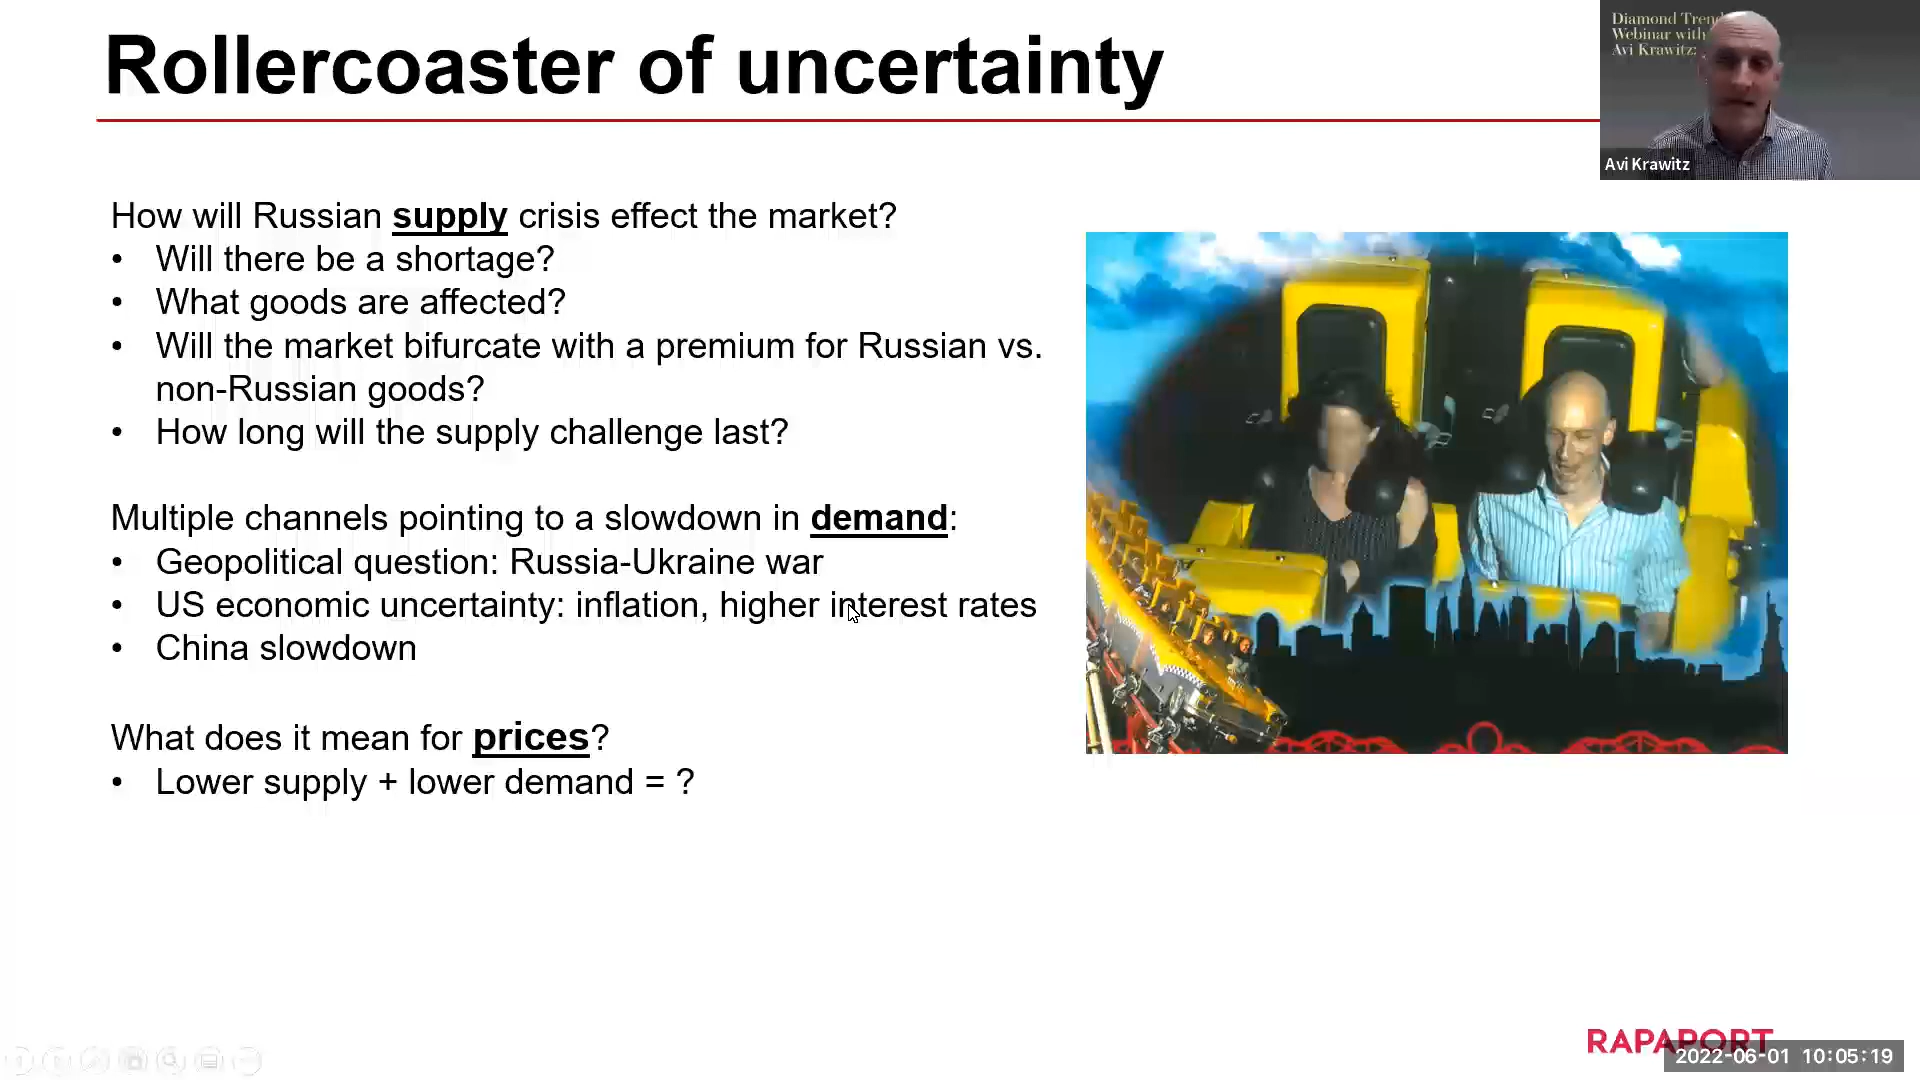 Rollercoaster of uncertainty
Diamond Trend
Webinar with
Avi Krawitz:
Avi Krawitz
How will Russian supply crisis effect the market?
• Will there be a shortage?
• What goods are affected?
• Will the market bifurcate with a premium for Russian vs.
non-Russian goods?
• How long will the supply challenge last?
Multiple channels pointing to a slowdown in demand:
• Geopolitical question: Russia-Ukraine war
• US economic uncertainty: inflation, higher interest rates
• China slowdown
What does it mean for prices?
• Lower supply + lower demand = ?
RAPAPORT
2022-06-01 10:05:19